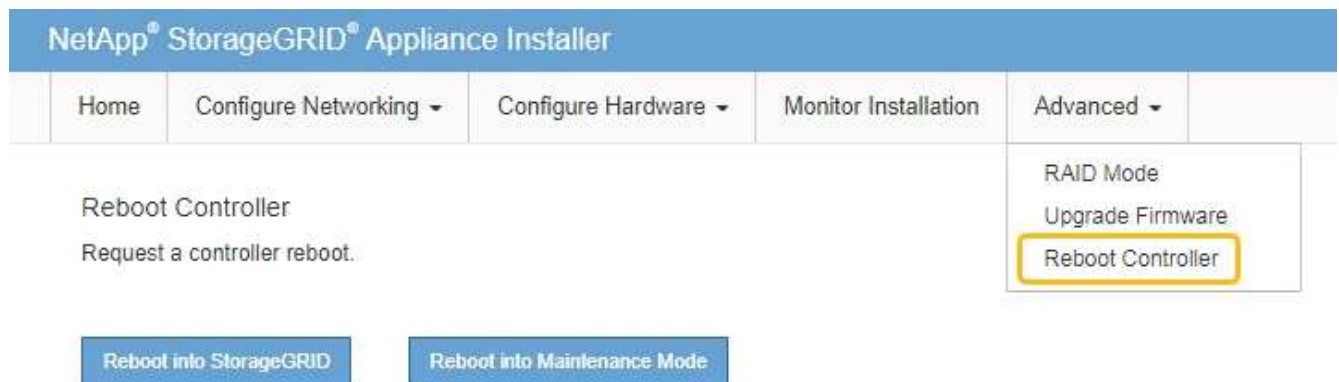 NetApp® StorageGRID® Appliance Installer
Home Configure Networking Configure Hardware Monitor Installation Advanced
RAID Mode
Upgrade Firmware
Reboot Controller
Reboot Controller
Request a controller reboot.
Reboot into StorageGRID Reboot into Maintenance Mode